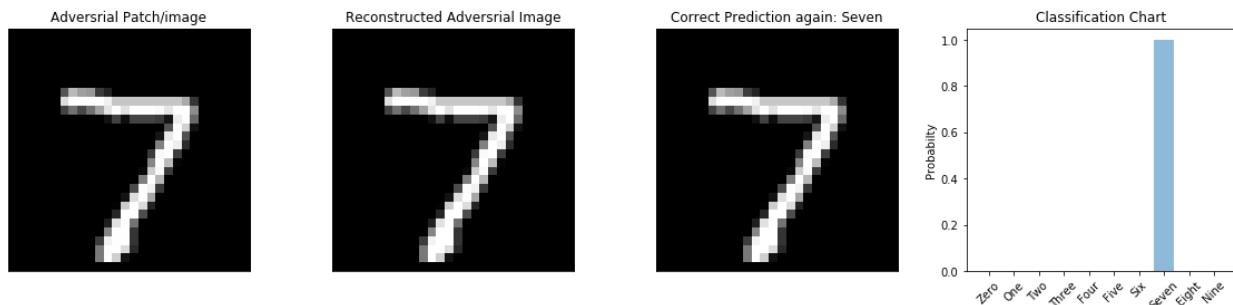 Adversrial Patch/image
Reconstructed Adversrial Image
Correct Prediction again: Seven
Classification Chart
Probabilty
1.0
0.8
0.6
0.4
0.2
0.0
Zero
One
Two
Three
Four
Five
Six
Seven
Eight
Nine